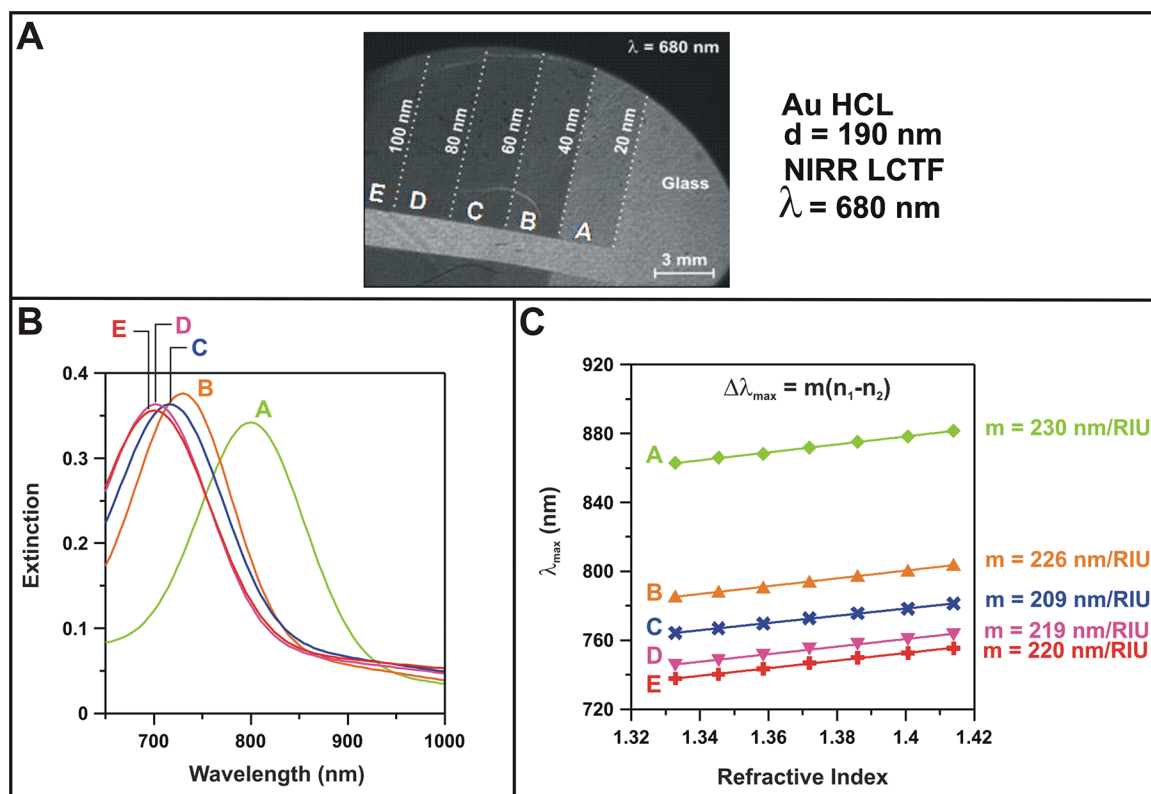 A
λ = 680 nm
100 nm
80 nm
60 nm
40 nm
20 nm
Glass
E
D
C
B
A
3 mm
Au HCL
d = 190 nm
NIRR LCTF
λ = 680 nm
B
E
D
C
B
A
0.4
0.3
0.2
0.1
0
700
800
900
1000
Extinction
Wavelength (nm)
C
Δλmax = m(n1-n2)
920
880
840
800
760
720
λmax (nm)
A
B
C
D
E
m = 230 nm/RIU
m = 226 nm/RIU
m = 209 nm/RIU
m = 219 nm/RIU
m = 220 nm/RIU
1.32
1.34
1.36
1.38
1.4
1.42
Refractive Index